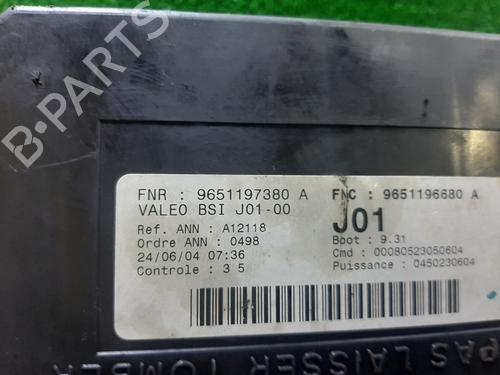 B-PARTS
FNR : 9651197380 A FNC : 9651196680 A
VALEO BSI J01-00 J01
Ref. ANN : A12118 Boot : 9.31
Ordre ANN : 0498 Cmd : 00080523050604
24/06/04 07:36 Puissance : 0450230604
Controle : 3 5
PAS LAISSER TOMBER